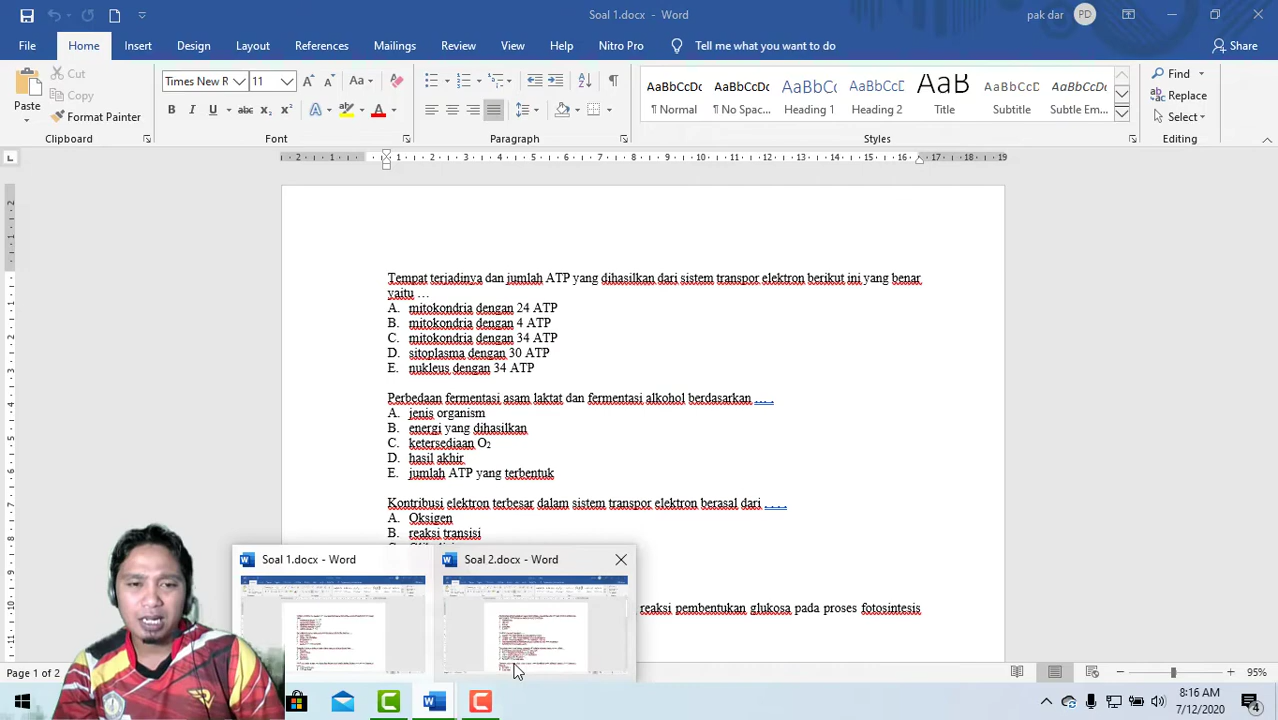 Soal 1.docx - Word
pak dar
PD
File
Home
Insert
Design
Layout
References
Mailings
Review
View
Help
Nitro Pro
Tell me what you want to do
Share
Paste
Cut
Copy
Format Painter
Clipboard
Times New R
11
Font
Paragraph
AaBbCcDc
¶ Normal
AaBbCcDc
¶ No Spac...
AaBbCc
Heading 1
AaBbCcD
Heading 2
AaB
Title
AaBbCcD
Subtitle
AaBbCcDc
Subtle Em...
Styles
Find
Replace
Select
Editing
Tempat terjadinya dan jumlah ATP yang dihasilkan dari sistem transpor elektron berikut ini yang benar
yaitu …
A. mitokondria dengan 24 ATP
B. mitokondria dengan 4 ATP
C. mitokondria dengan 34 ATP
D. sitoplasma dengan 30 ATP
E. nukleus dengan 34 ATP
Perbedaan fermentasi asam laktat dan fermentasi alkohol berdasarkan … .
A. jenis organism
B. energi yang dihasilkan
C. ketersediaan O₂
D. hasil akhir
E. jumlah ATP yang terbentuk
Kontribusi elektron terbesar dalam sistem transpor elektron berasal dari . . . .
A. Oksigen
B. reaksi transisi
reaksi pembentukan glukosa pada proses fotosintesis
Soal 1.docx - Word
Soal 2.docx - Word
Page 1 of 2
95%
8:16 AM
7/12/2020
4